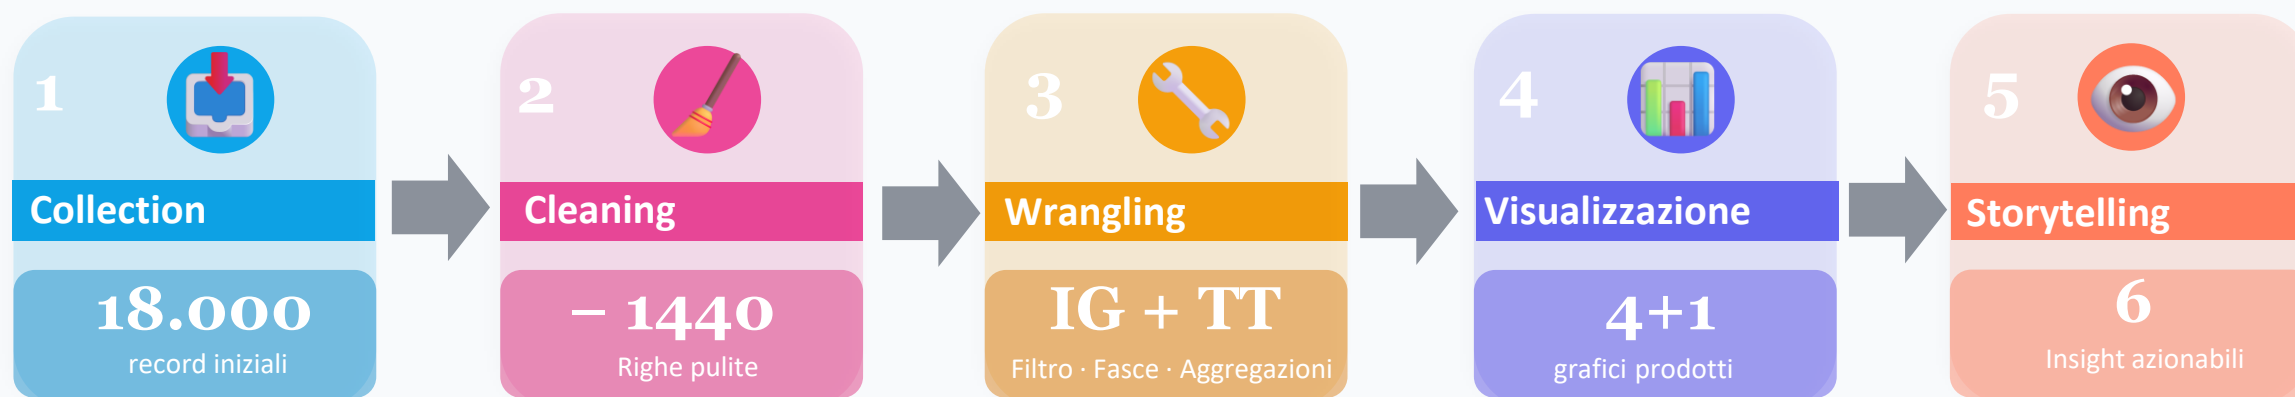 1
Collection
18.000
record iniziali
2
Cleaning
– 1440
Righe pulite
3
Wrangling
IG + TT
Filtro · Fasce · Aggregazioni
4
Visualizzazione
4+1
grafici prodotti
5
Storytelling
6
Insight azionabili